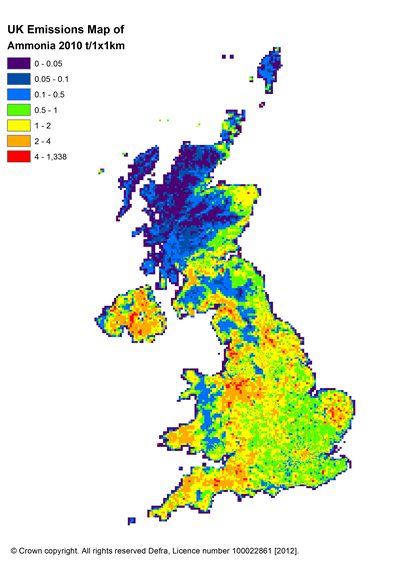 UK Emissions Map of
Ammonia 2010 t/1x1km
0 - 0.05
0.05 - 0.1
0.1 - 0.5
0.5 - 1
1 - 2
2 - 4
4 - 1,338
© Crown copyright. All rights reserved Defra, Licence number 100022861 [2012].